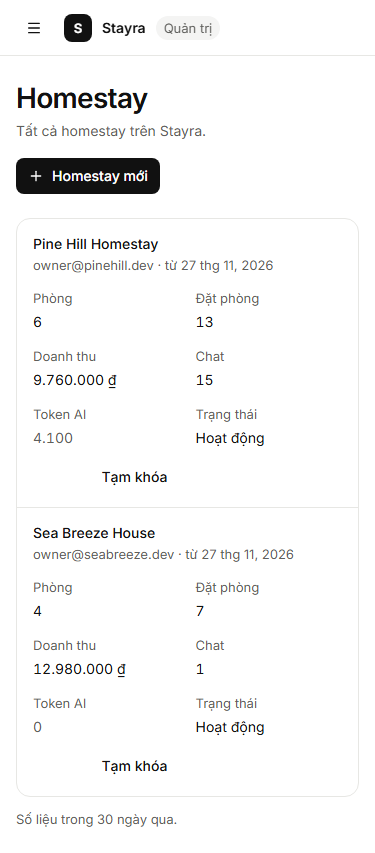 S Stayra Quản trị
Homestay
Tất cả homestay trên Stayra.
+ Homestay mới
Pine Hill Homestay
owner@pinehill.dev · từ 27 thg 11, 2026
Phòng Đặt phòng
6 13
Doanh thu Chat
9.760.000 ₫ 15
Token AI Trạng thái
4.100 Hoạt động
Tạm khóa
Sea Breeze House
owner@seabreeze.dev · từ 27 thg 11, 2026
Phòng Đặt phòng
4 7
Doanh thu Chat
12.980.000 ₫ 1
Token AI Trạng thái
0 Hoạt động
Tạm khóa
Số liệu trong 30 ngày qua.